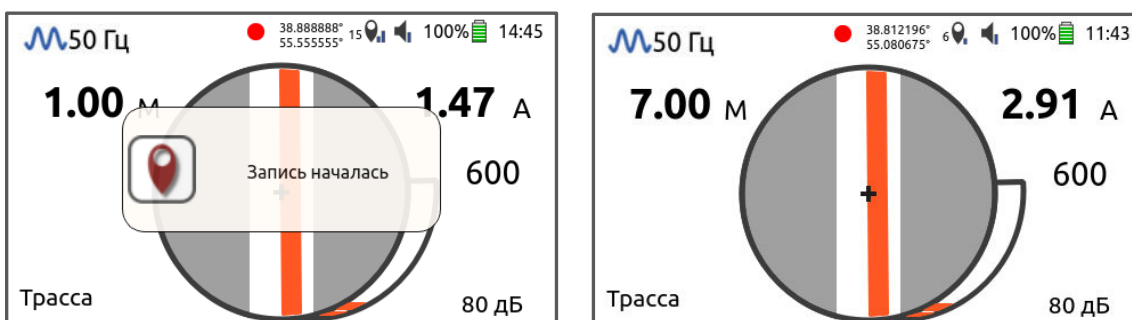 50 Гц 38.888888° 15 100% 14:45
55.555555°
1.00 м 1.47 А
Запись началась
600
Трасса 80 дБ
50 Гц 38.812196° 6 100% 11:43
55.080675°
7.00 м 2.91 А
600
Трасса 80 дБ